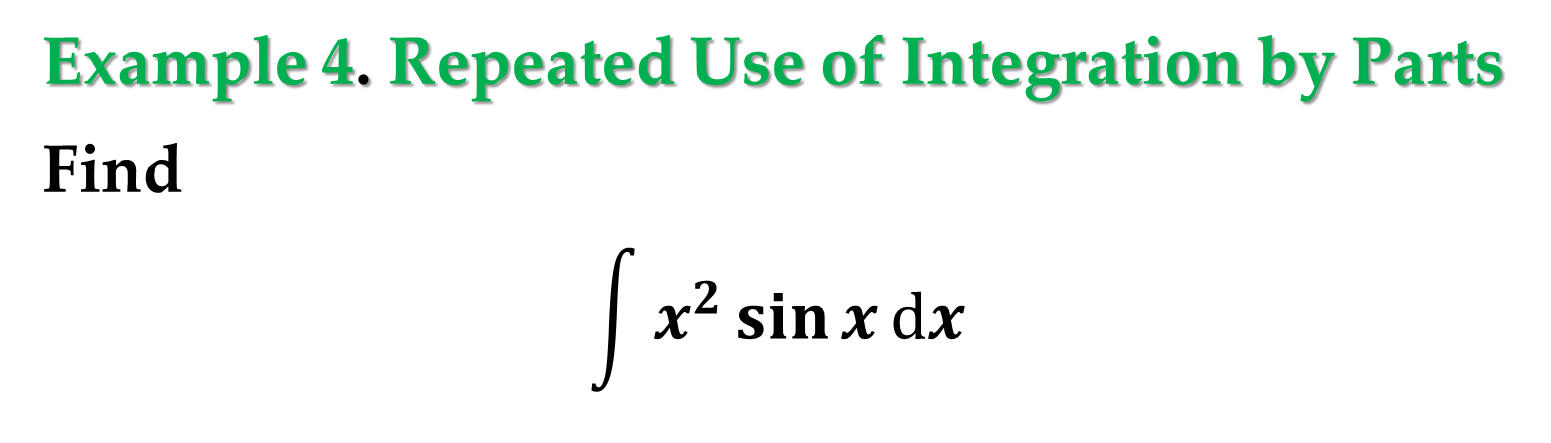 Example 4. Repeated Use of Integration by Parts
Find
∫ x² sin x dx